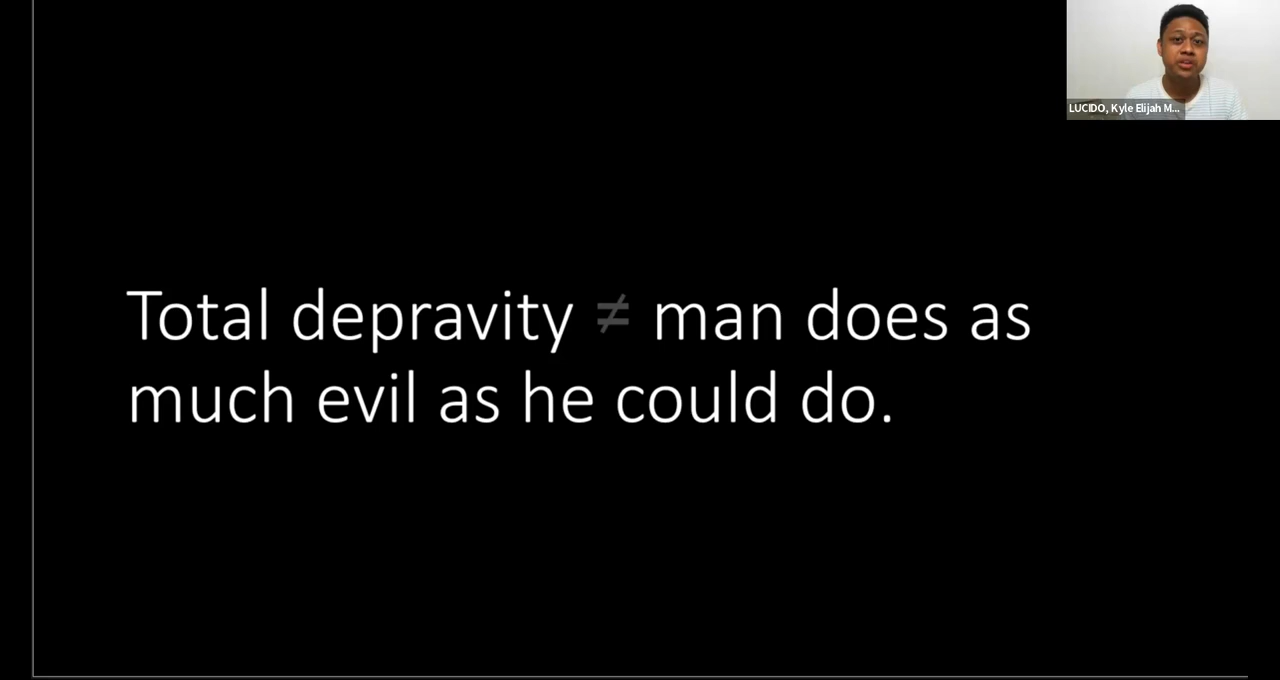 LUCIDO, Kyle Elijah M...
Total depravity ≠ man does as
much evil as he could do.